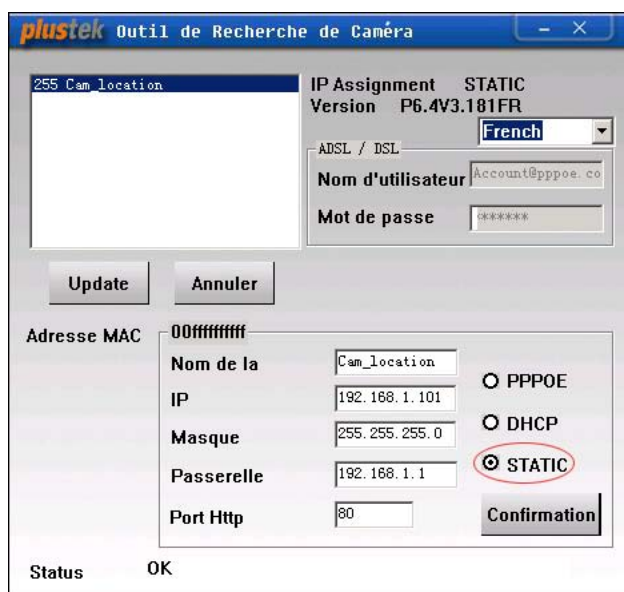 plustek Outil de Recherche de Caméra
255 Cam_location
IP Assignment STATIC
Version P6.4V3.181FR
French
ADSL / DSL
Nom d'utilisateur Account@pppoe.co
Mot de passe *******
Update Annuler
Adresse MAC 00ffffffffff
Nom de la Cam_location
IP 192.168.1.101
Masque 255.255.255.0
Passerelle 192.168.1.1
Port Http 80
PPPOE
DHCP
STATIC
Confirmation
Status OK